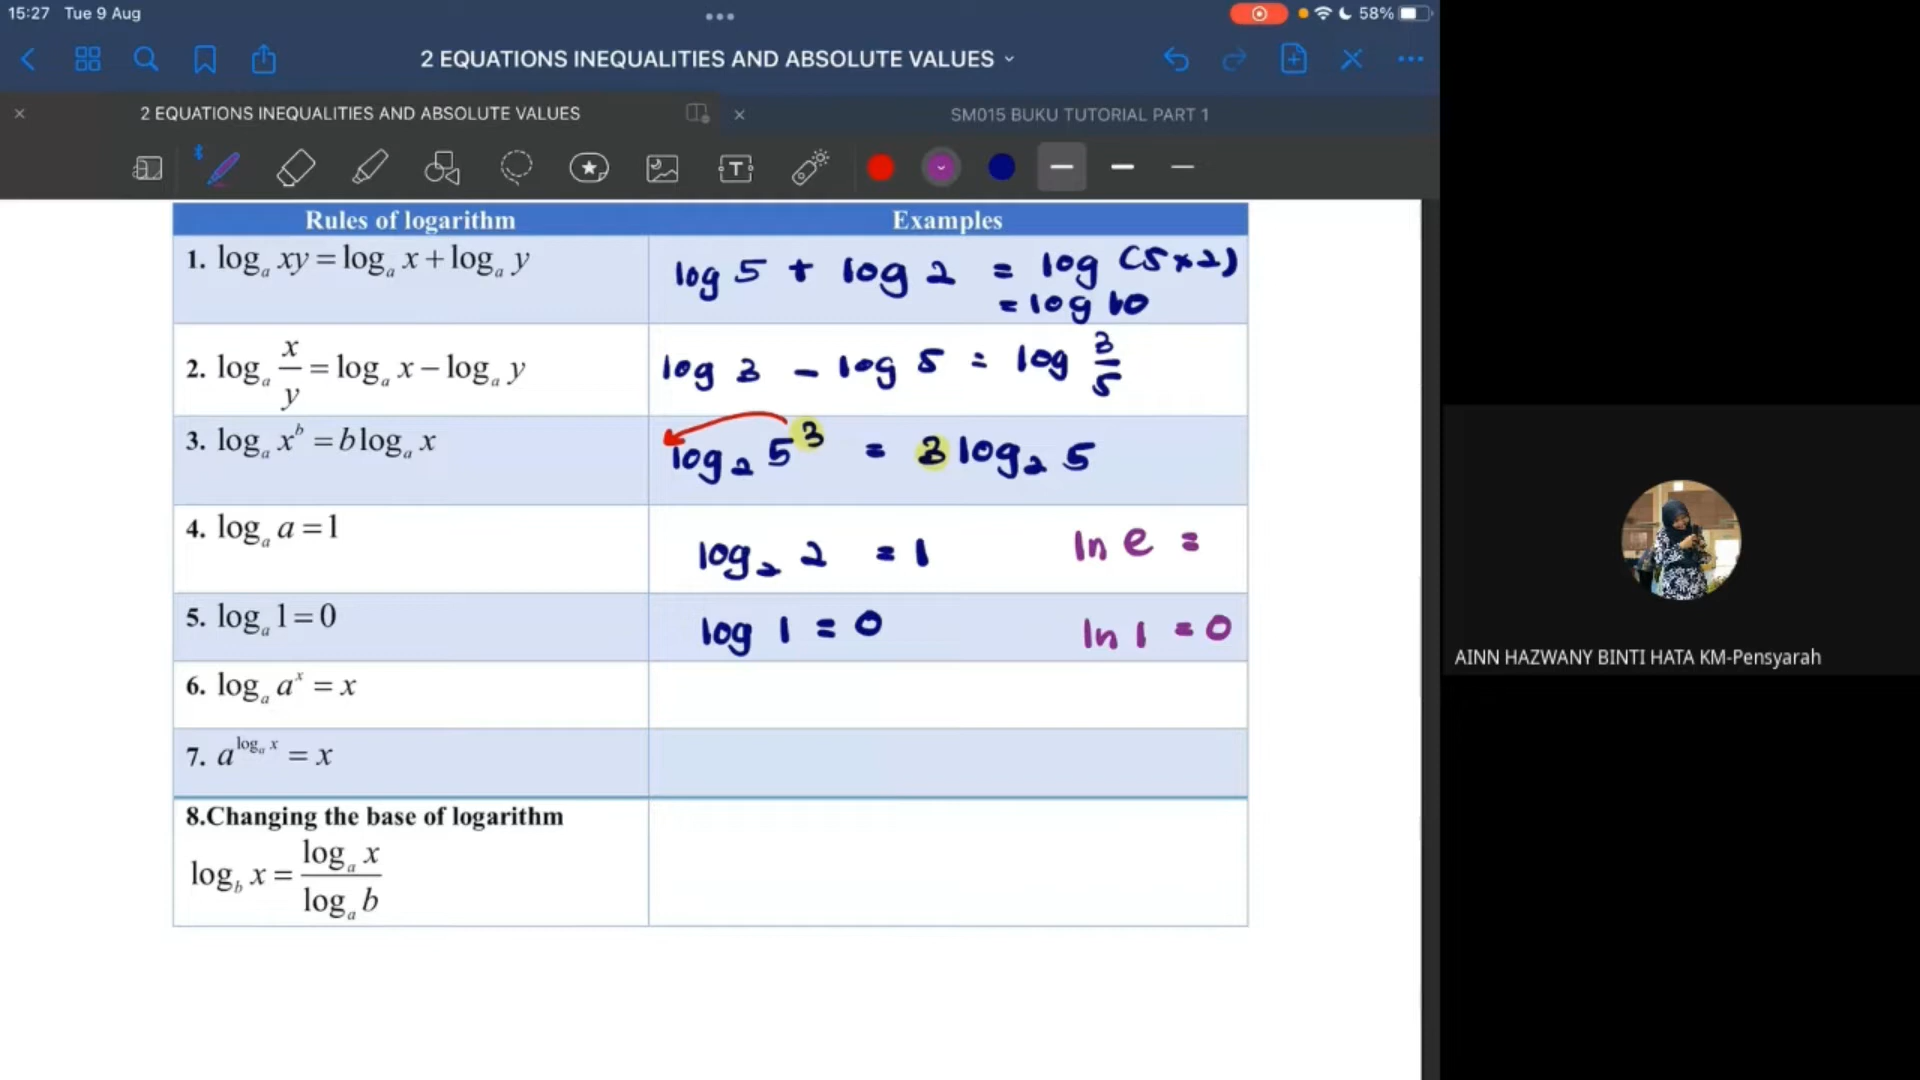 15:27 Tue 9 Aug
58%
2 EQUATIONS INEQUALITIES AND ABSOLUTE VALUES
2 EQUATIONS INEQUALITIES AND ABSOLUTE VALUES
SM015 BUKU TUTORIAL PART 1
Rules of logarithm Examples
1. logₐ xy = logₐ x + logₐ y
log 5 + log 2 = log (5 × 2)
= log 10
2. logₐ x/y = logₐ x − logₐ y
log 3 − log 5 = log 3/5
3. logₐ xᵇ = b logₐ x
log₂ 5³ = 3 log₂ 5
4. logₐ a = 1
log₂ 2 = 1 ln e =
5. logₐ 1 = 0
log 1 = 0 ln 1 = 0
6. logₐ aˣ = x
7. a^(logₐ x) = x
8.Changing the base of logarithm
log_b x = logₐ x / logₐ b
AINN HAZWANY BINTI HATA KM-Pensyarah